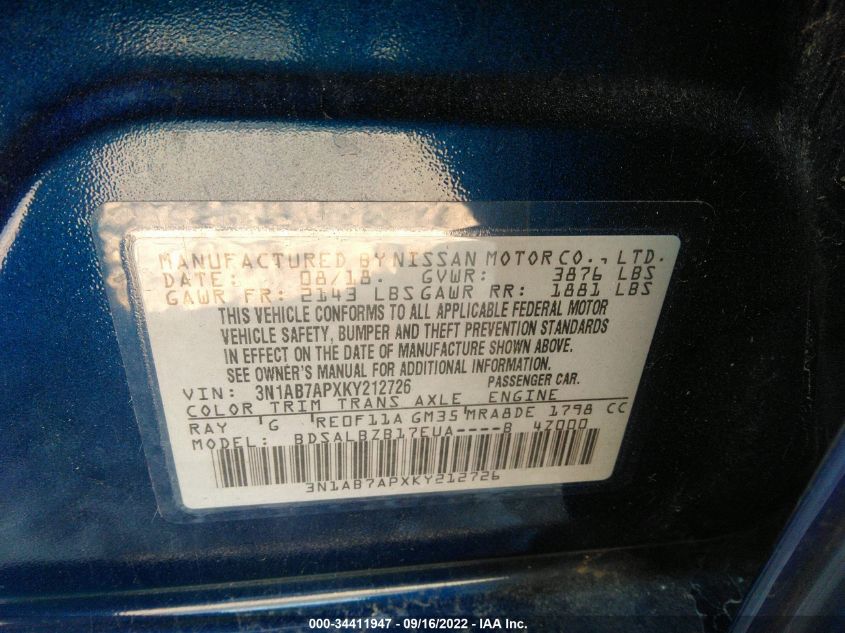 MANUFACTURED BY NISSAN MOTOR CO., LTD.
DATE: 08/18. GVWR: 3876 LBS
GAWR FR: 2143 LBS GAWR RR: 1881 LBS
THIS VEHICLE CONFORMS TO ALL APPLICABLE FEDERAL MOTOR
VEHICLE SAFETY, BUMPER AND THEFT PREVENTION STANDARDS
IN EFFECT ON THE DATE OF MANUFACTURE SHOWN ABOVE.
SEE OWNER'S MANUAL FOR ADDITIONAL INFORMATION.
VIN: 3N1AB7APXKY212726 PASSENGER CAR.
COLOR TRIM TRANS AXLE ENGINE
RAY G RE0F11A GM35 MRA8DE 1798 CC
MODEL: BDSALBZB17EUA----B 47000
3N1AB7APXKY212726
000-34411947 - 09/16/2022 - IAA Inc.